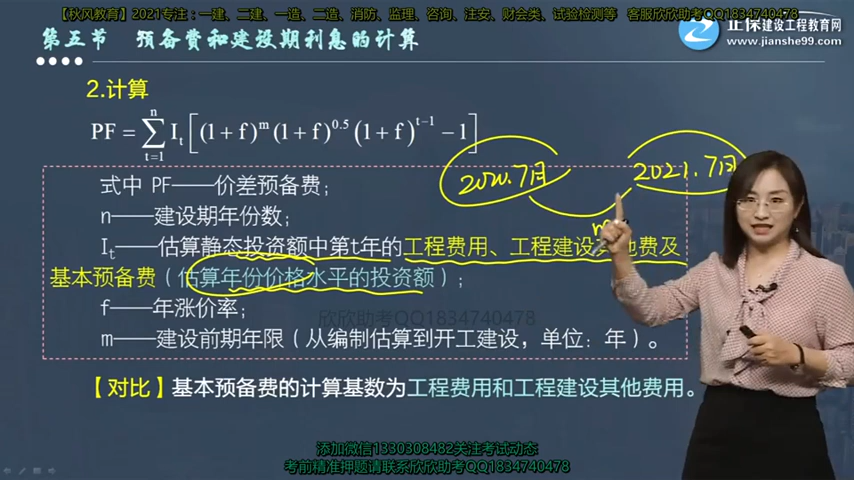 【秋风教育】2021专注：一建、二建、一造、二造、消防、监理、咨询、注安、财会类、试验检测等 客服欣欣助考QQ1834740478
第五节 预备费和建设期利息的计算
正保建设工程教育网
www.jianshe99.com
2.计算
PF = \sum_{t=1}^{n} I_t [(1+f)^m (1+f)^{0.5} (1+f)^{t-1} - 1]
2020.7月
2021.7月
m
式中 PF——价差预备费；
n——建设期年份数；
I_t——估算静态投资额中第t年的工程费用、工程建设其他费及
基本预备费（估算年份价格水平的投资额）；
f——年涨价率；
欣欣助考QQ1834740478
m——建设前期年限（从编制估算到开工建设，单位：年）。
【对比】基本预备费的计算基数为工程费用和工程建设其他费用。
添加微信1330308482关注考试动态
考前精准押题请联系欣欣助考QQ1834740478